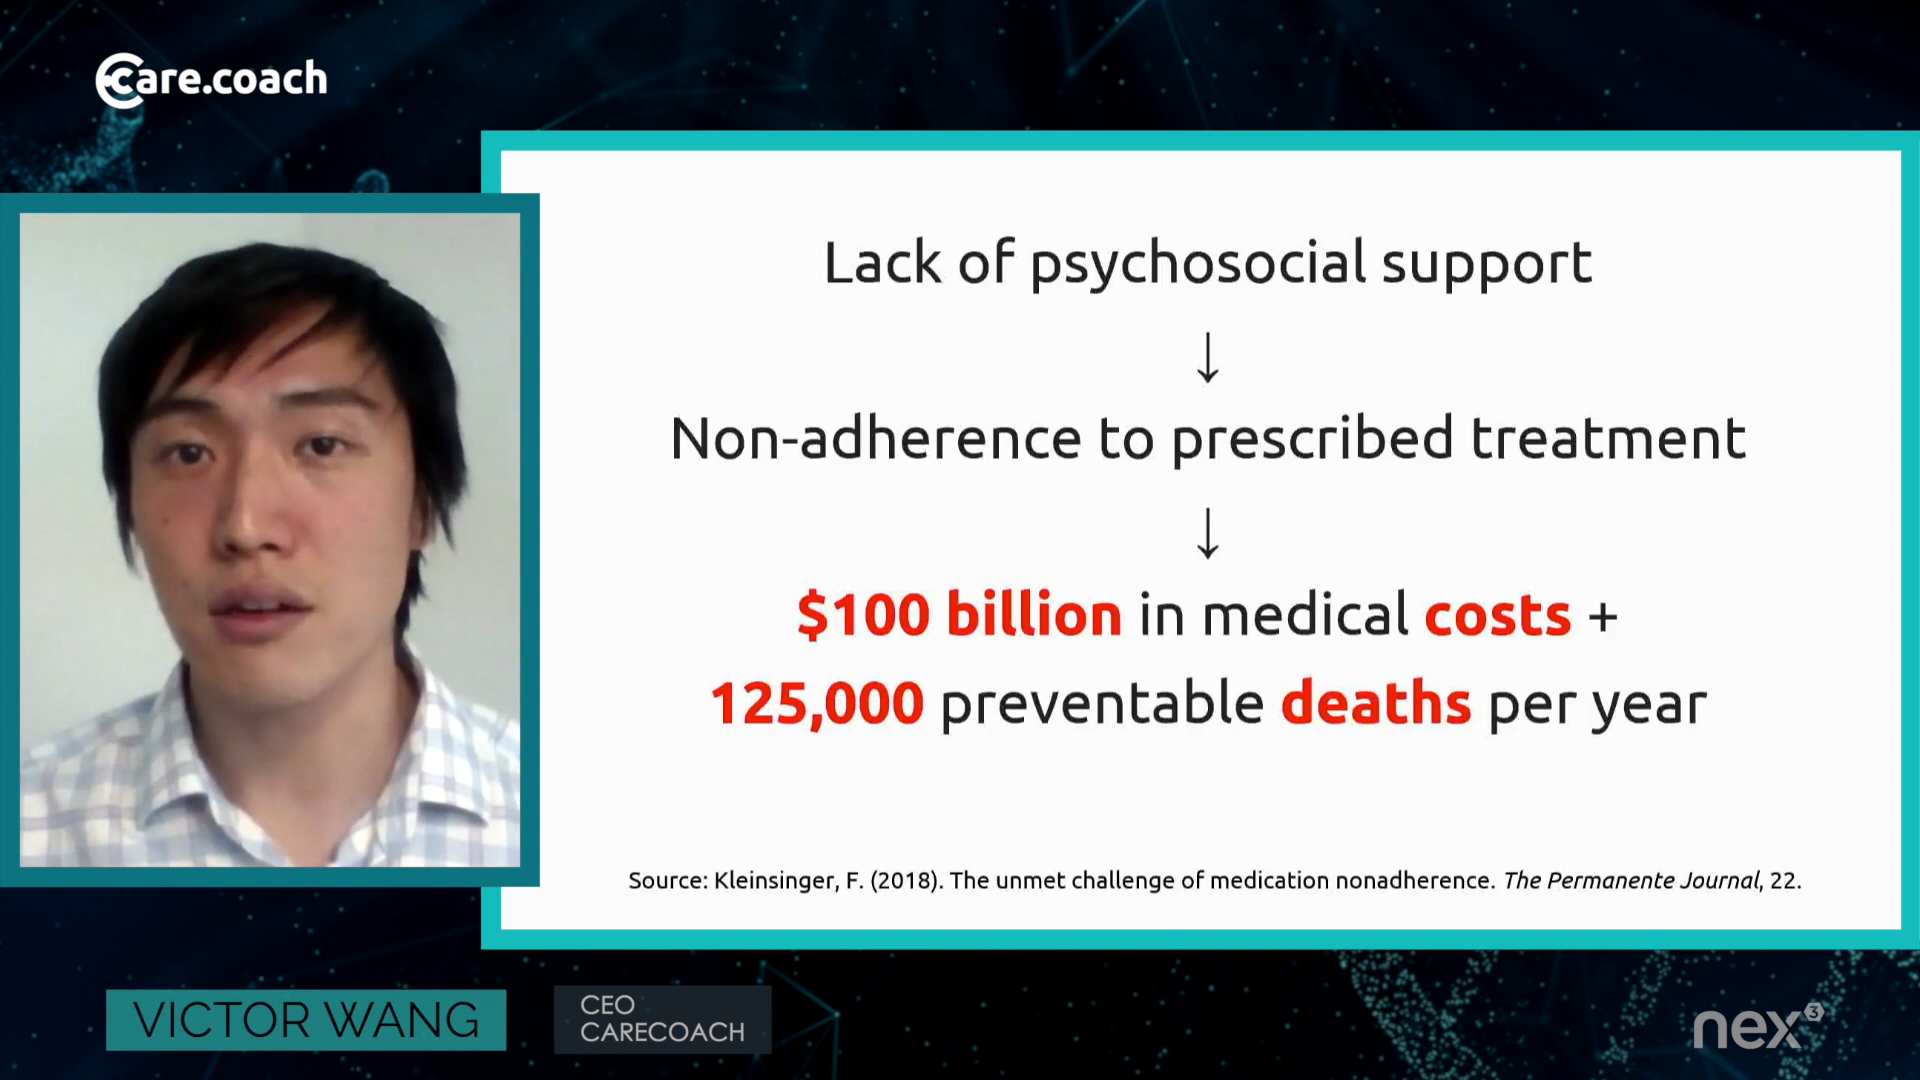 care.coach
Lack of psychosocial support
↓
Non-adherence to prescribed treatment
↓
$100 billion in medical costs +
125,000 preventable deaths per year
Source: Kleinsinger, F. (2018). The unmet challenge of medication nonadherence. The Permanente Journal, 22.
VICTOR WANG
CEO
CARECOACH
nex3